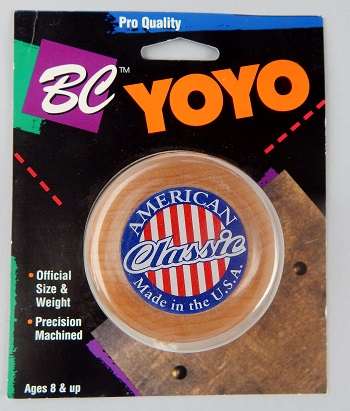 Pro Quality
BC™
YOYO
AMERICAN
Classic
Made in the U.S.A.
• Official
Size &
Weight
• Precision
Machined
Ages 8 & up